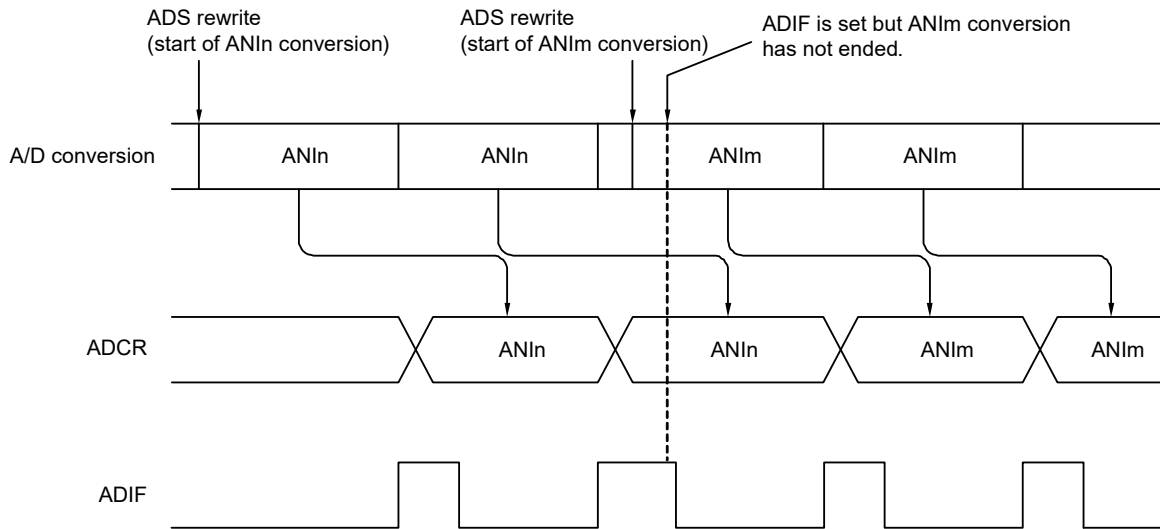 ADS rewrite
(start of ANIn conversion)
ADS rewrite
(start of ANIm conversion)
ADIF is set but ANIm conversion
has not ended.
A/D conversion
ANIn
ANIn
ANIm
ANIm
ADCR
ANIn
ANIn
ANIm
ANIm
ADIF